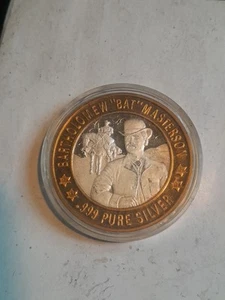 BARTHOLOMEW "BAT" MASTERSON
.999 PURE SILVER